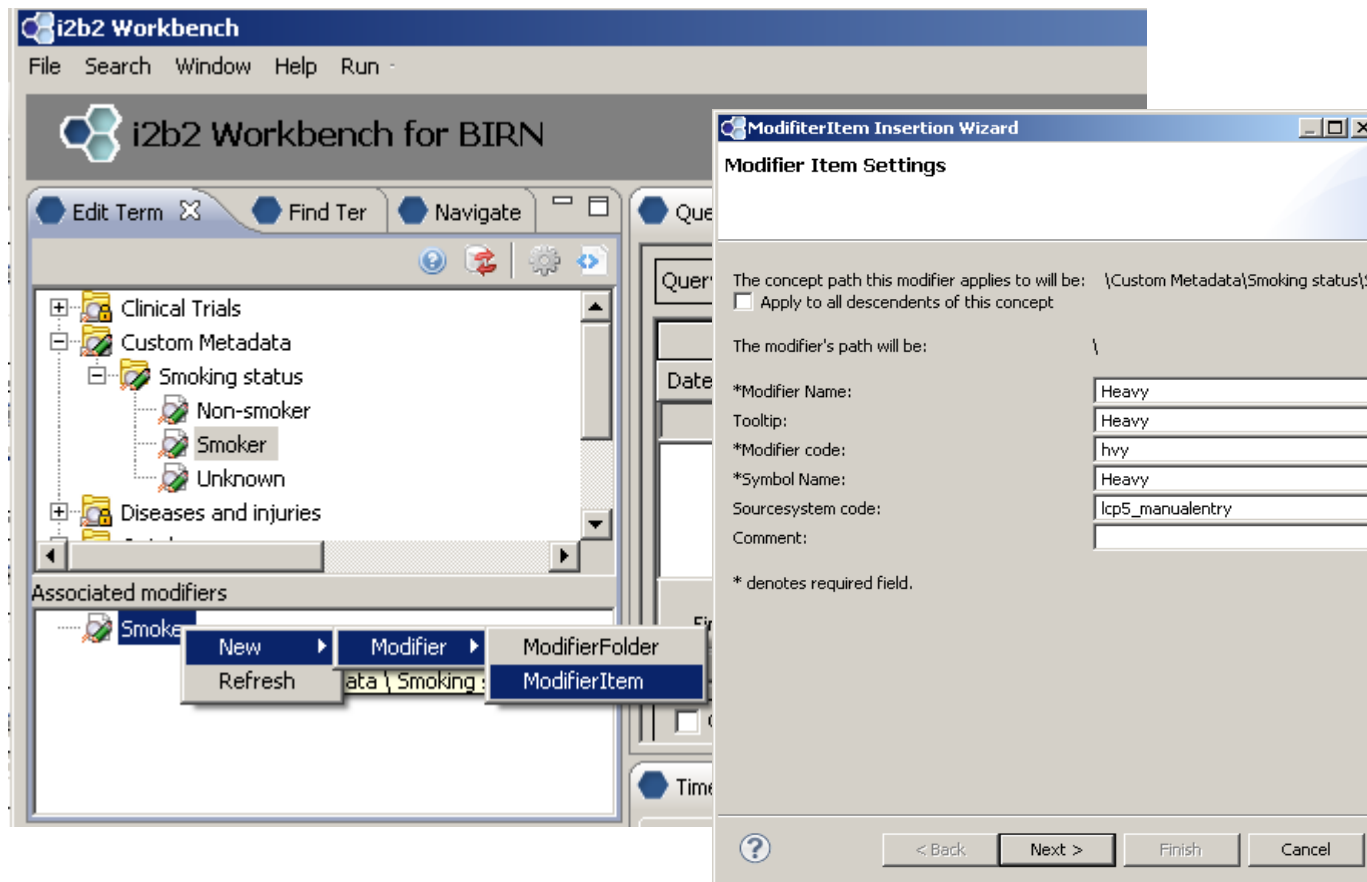 i2b2 Workbench
File Search Window Help Run
i2b2 Workbench for BIRN
Edit Term Find Ter Navigate
Clinical Trials
Custom Metadata
Smoking status
Non-smoker
Smoker
Unknown
Diseases and injuries
Associated modifiers
Smoke
New Modifier ModifierFolder
Refresh ata \ Smoking ModifierItem
Que
Quer
Date
Time
ModifiterItem Insertion Wizard
Modifier Item Settings
The concept path this modifier applies to will be: \Custom Metadata\Smoking status\S
Apply to all descendents of this concept
The modifier's path will be: \
*Modifier Name: Heavy
Tooltip: Heavy
*Modifier code: hvy
*Symbol Name: Heavy
Sourcesystem code: lcp5_manualentry
Comment:
* denotes required field.
< Back Next > Finish Cancel